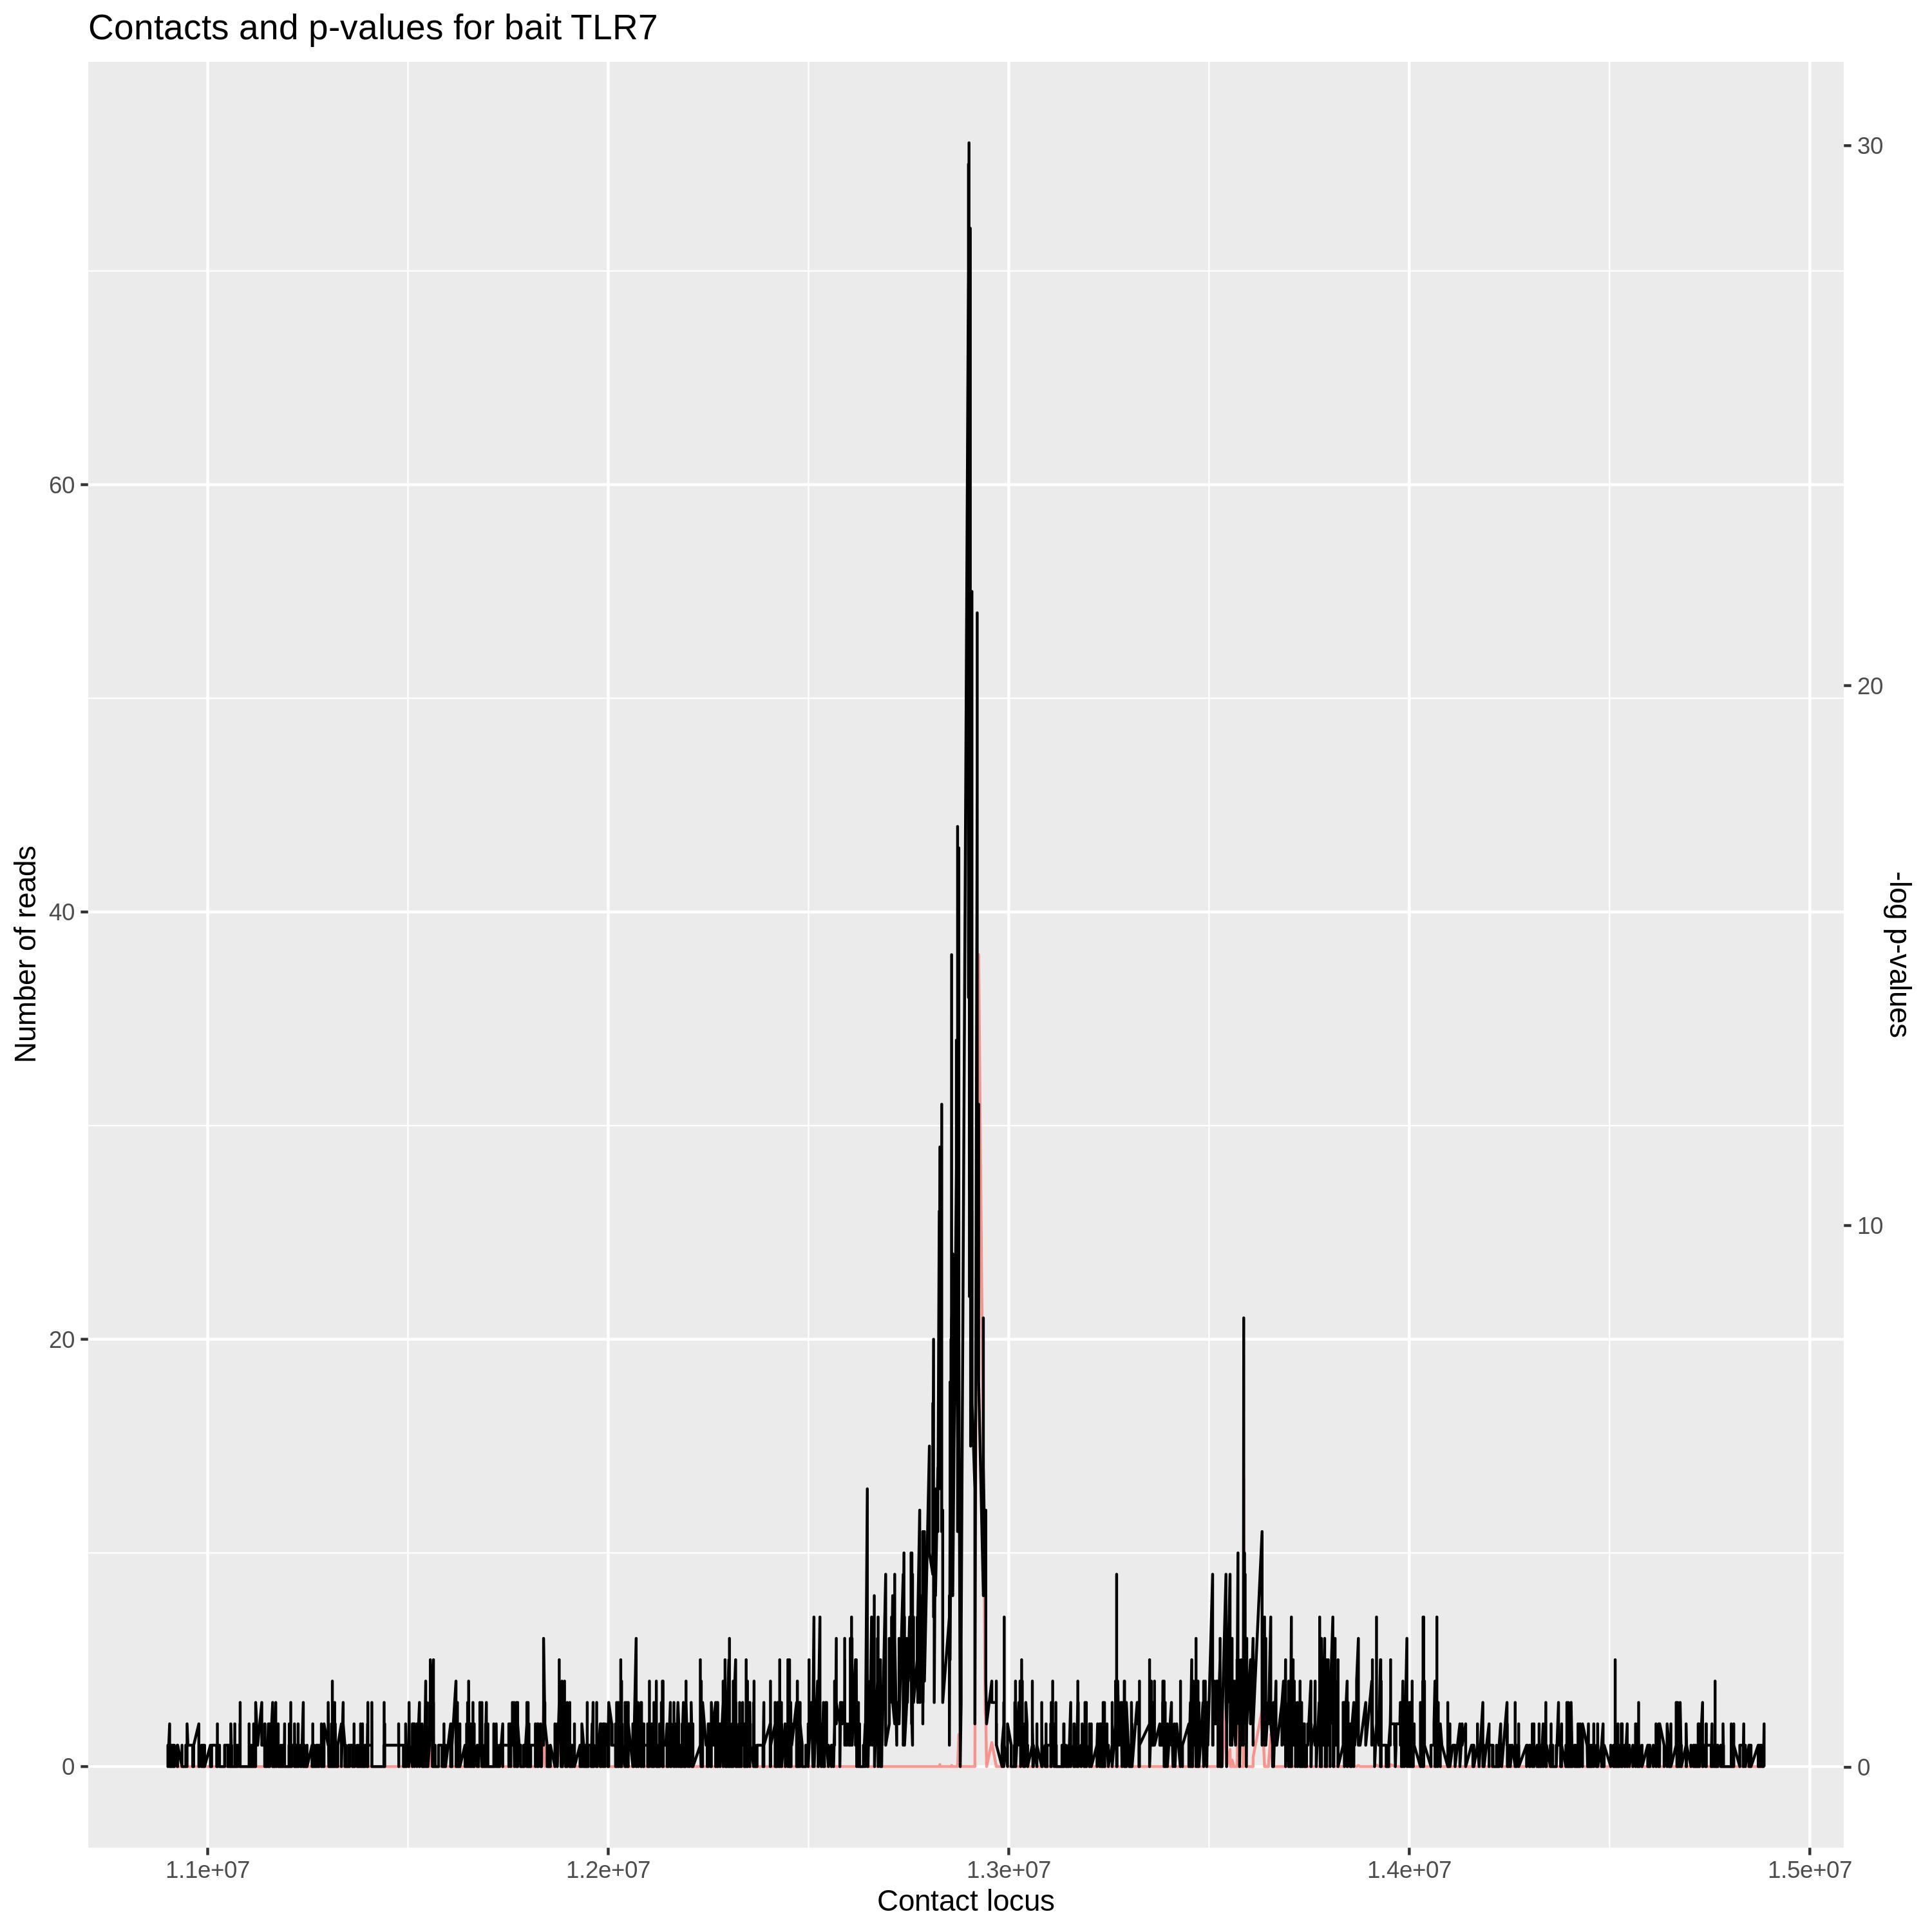 Contacts and p-values for bait TLR7
30
60
20
40
10
20
0
0
Number of reads
-log p-values
1.1e+07
1.2e+07
1.3e+07
1.4e+07
1.5e+07
Contact locus